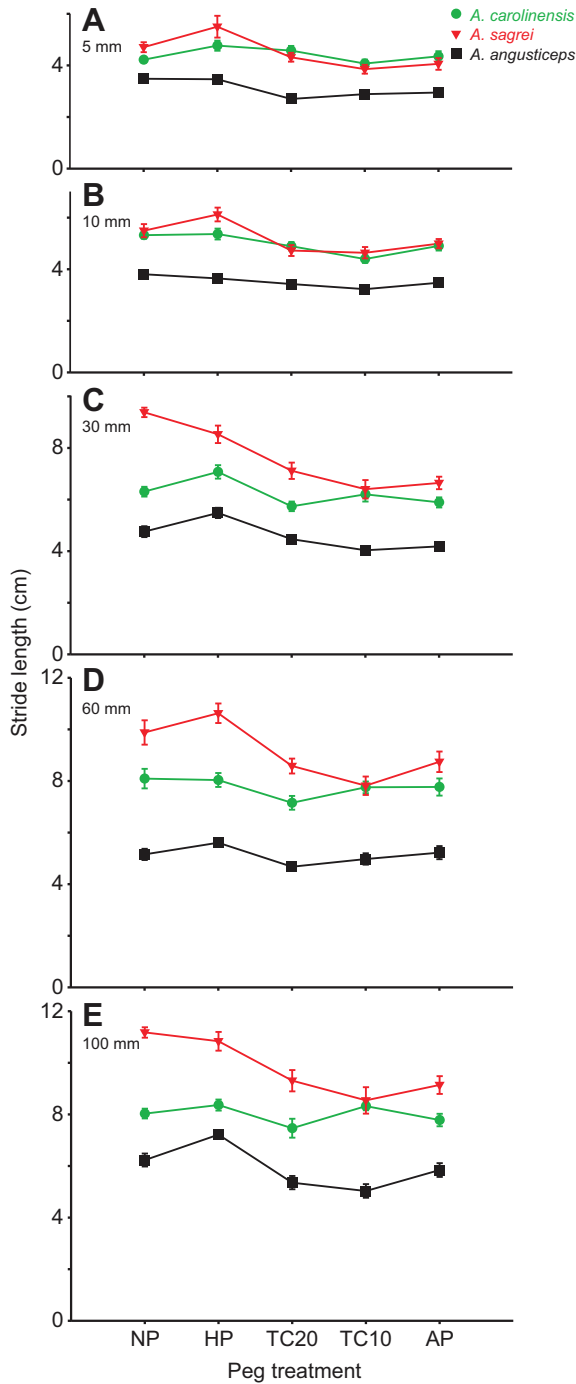 A
5 mm
A. carolinensis
A. sagrei
A. angusticeps
4
0
B
10 mm
4
0
C
30 mm
8
4
0
Stride length (cm)
12
D
60 mm
8
4
0
12
E
100 mm
8
4
0
NP HP TC20 TC10 AP
Peg treatment